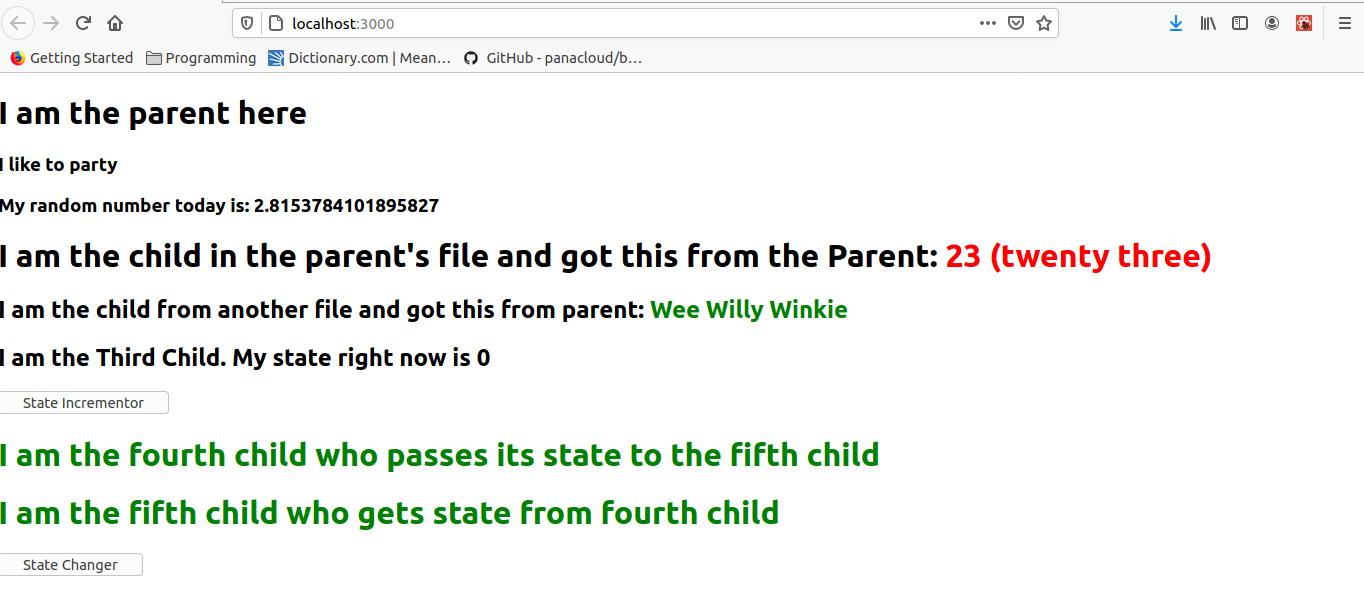 localhost:3000
Getting Started Programming Dictionary.com | Mean… GitHub - panacloud/b…
I am the parent here
I like to party
My random number today is: 2.8153784101895827
I am the child in the parent's file and got this from the Parent: 23 (twenty three)
I am the child from another file and got this from parent: Wee Willy Winkie
I am the Third Child. My state right now is 0
State Incrementor
I am the fourth child who passes its state to the fifth child
I am the fifth child who gets state from fourth child
State Changer